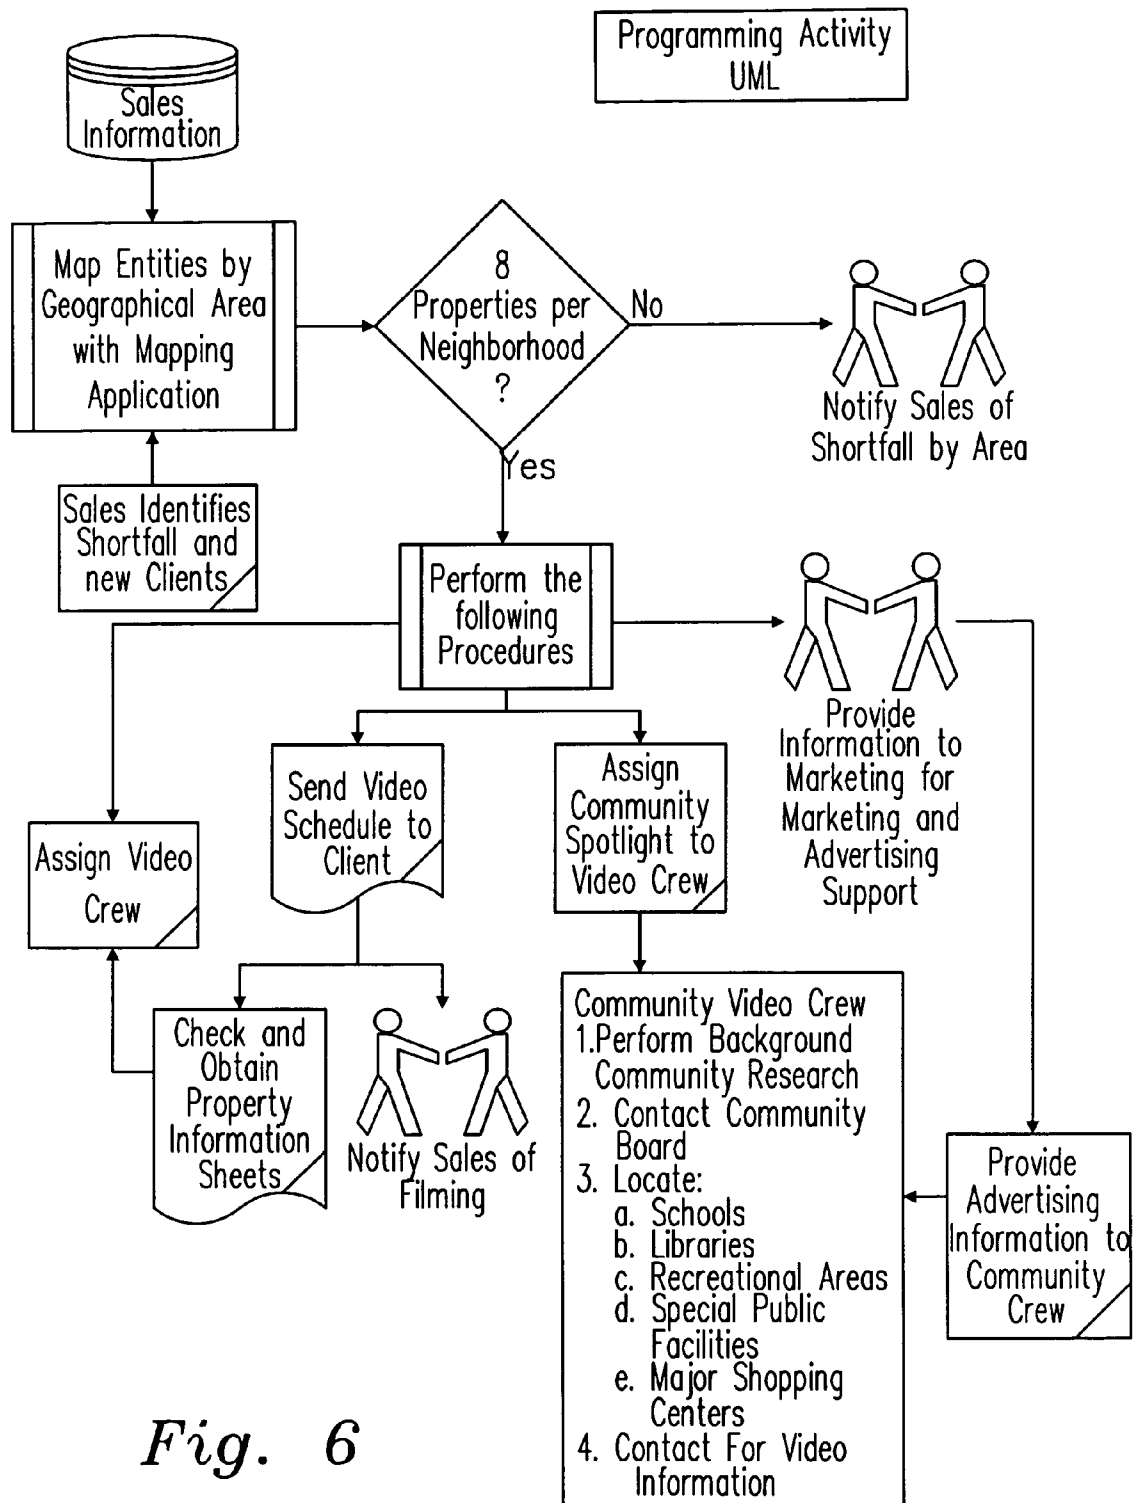 Programming Activity
UML
Sales
Information
Map Entities by
Geographical Area
with Mapping
Application
8
Properties per
Neighborhood
?
No
Notify Sales of
Shortfall by Area
Yes
Sales Identifies
Shortfall and
new Clients
Perform the
following
Procedures
Provide
Information to
Marketing for
Marketing and
Advertising
Support
Send Video
Schedule to
Client
Assign
Community
Spotlight to
Video Crew
Assign Video
Crew
Check and
Obtain
Property
Information
Sheets
Notify Sales of
Filming
Community Video Crew
1.Perform Background
Community Research
2. Contact Community
Board
3. Locate:
a. Schools
b. Libraries
c. Recreational Areas
d. Special Public
Facilities
e. Major Shopping
Centers
4. Contact For Video
Information
Provide
Advertising
Information to
Community
Crew
Fig. 6